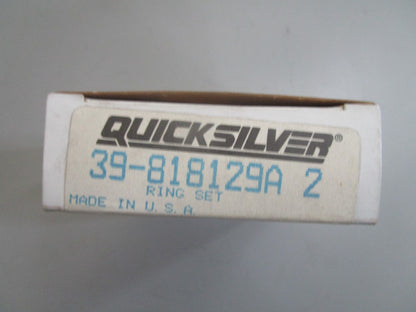 QUICKSILVER®
39-818129A 2
RING SET
MADE IN U.S.A.